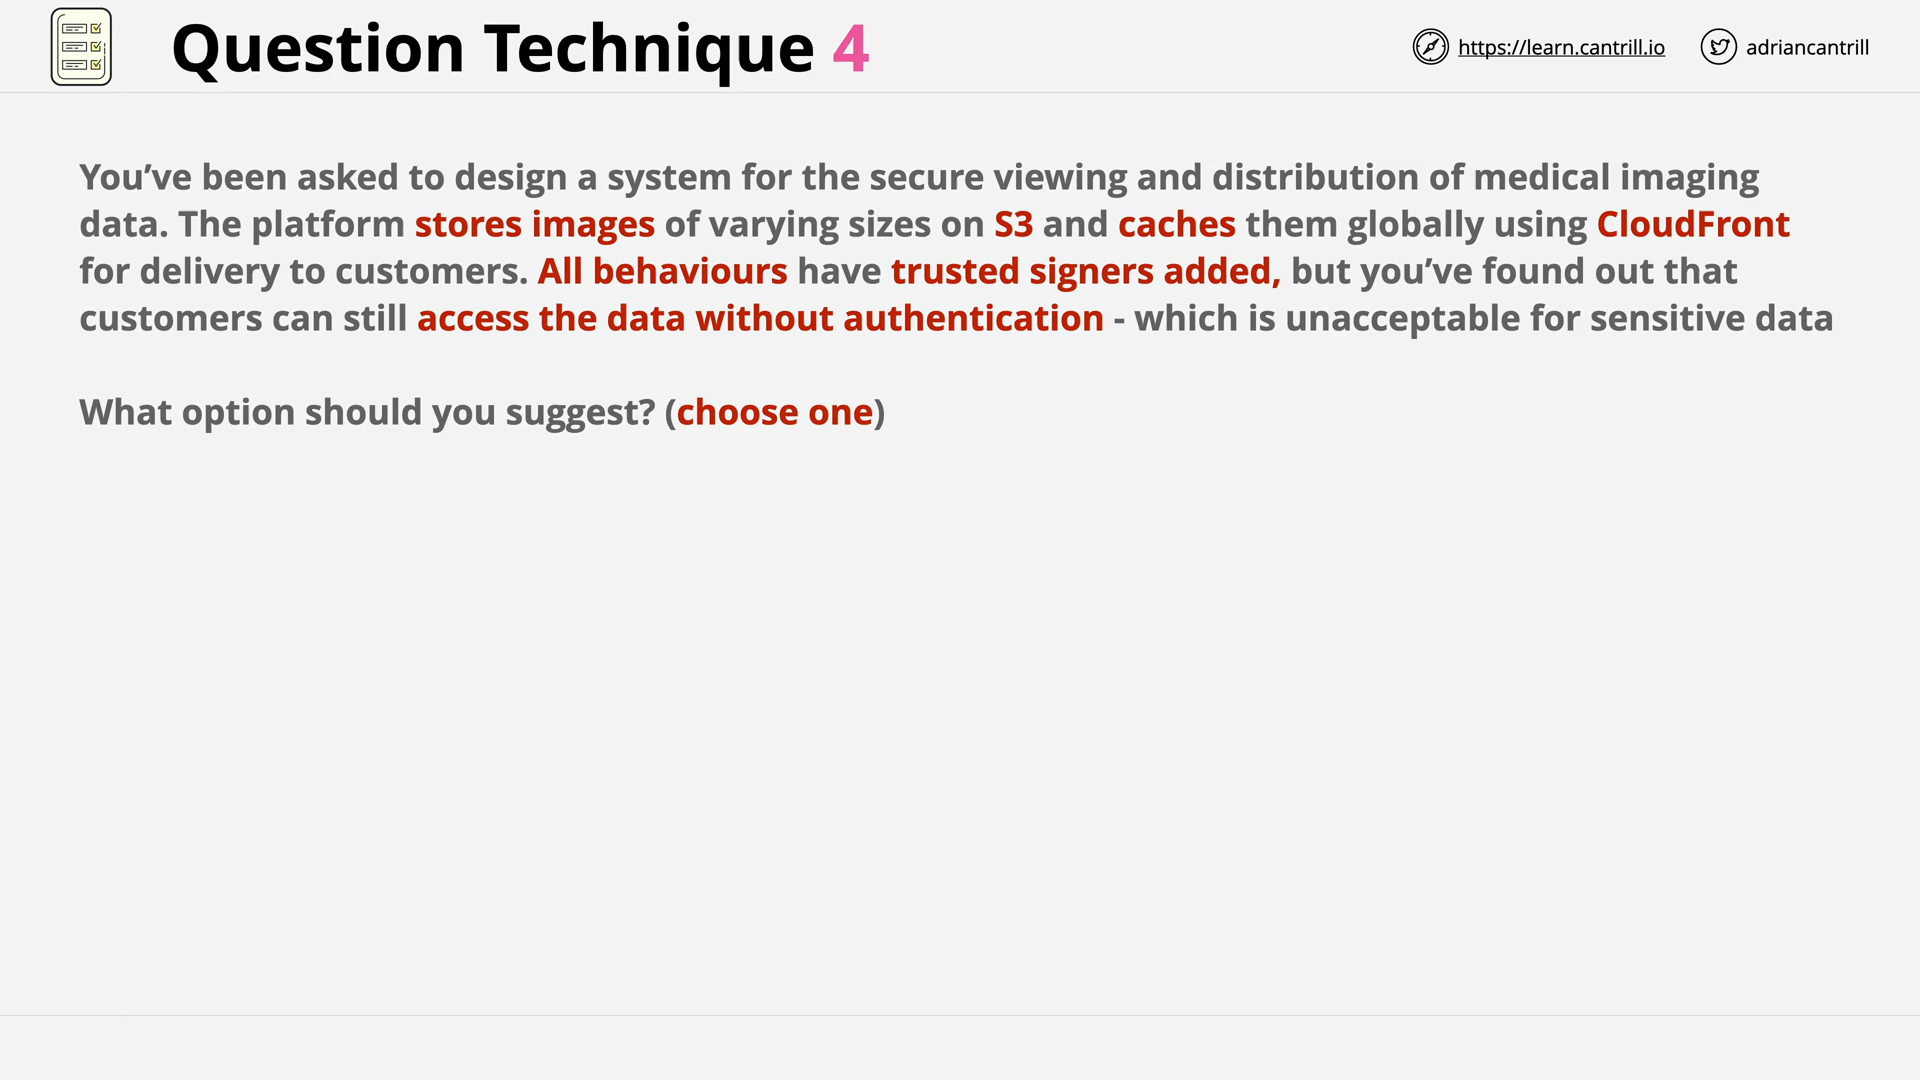 Question Technique 4
https://learn.cantrill.io
adriancantrill
You’ve been asked to design a system for the secure viewing and distribution of medical imaging
data. The platform stores images of varying sizes on S3 and caches them globally using CloudFront
for delivery to customers. All behaviours have trusted signers added, but you’ve found out that
customers can still access the data without authentication - which is unacceptable for sensitive data
What option should you suggest? (choose one)